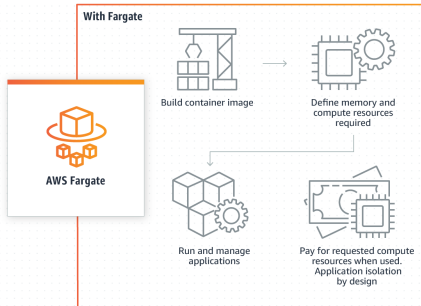 With Fargate
Build container image
Define memory and
compute resources
required
AWS Fargate
Run and manage
applications
Pay for requested compute
resources when used.
Application isolation
by design